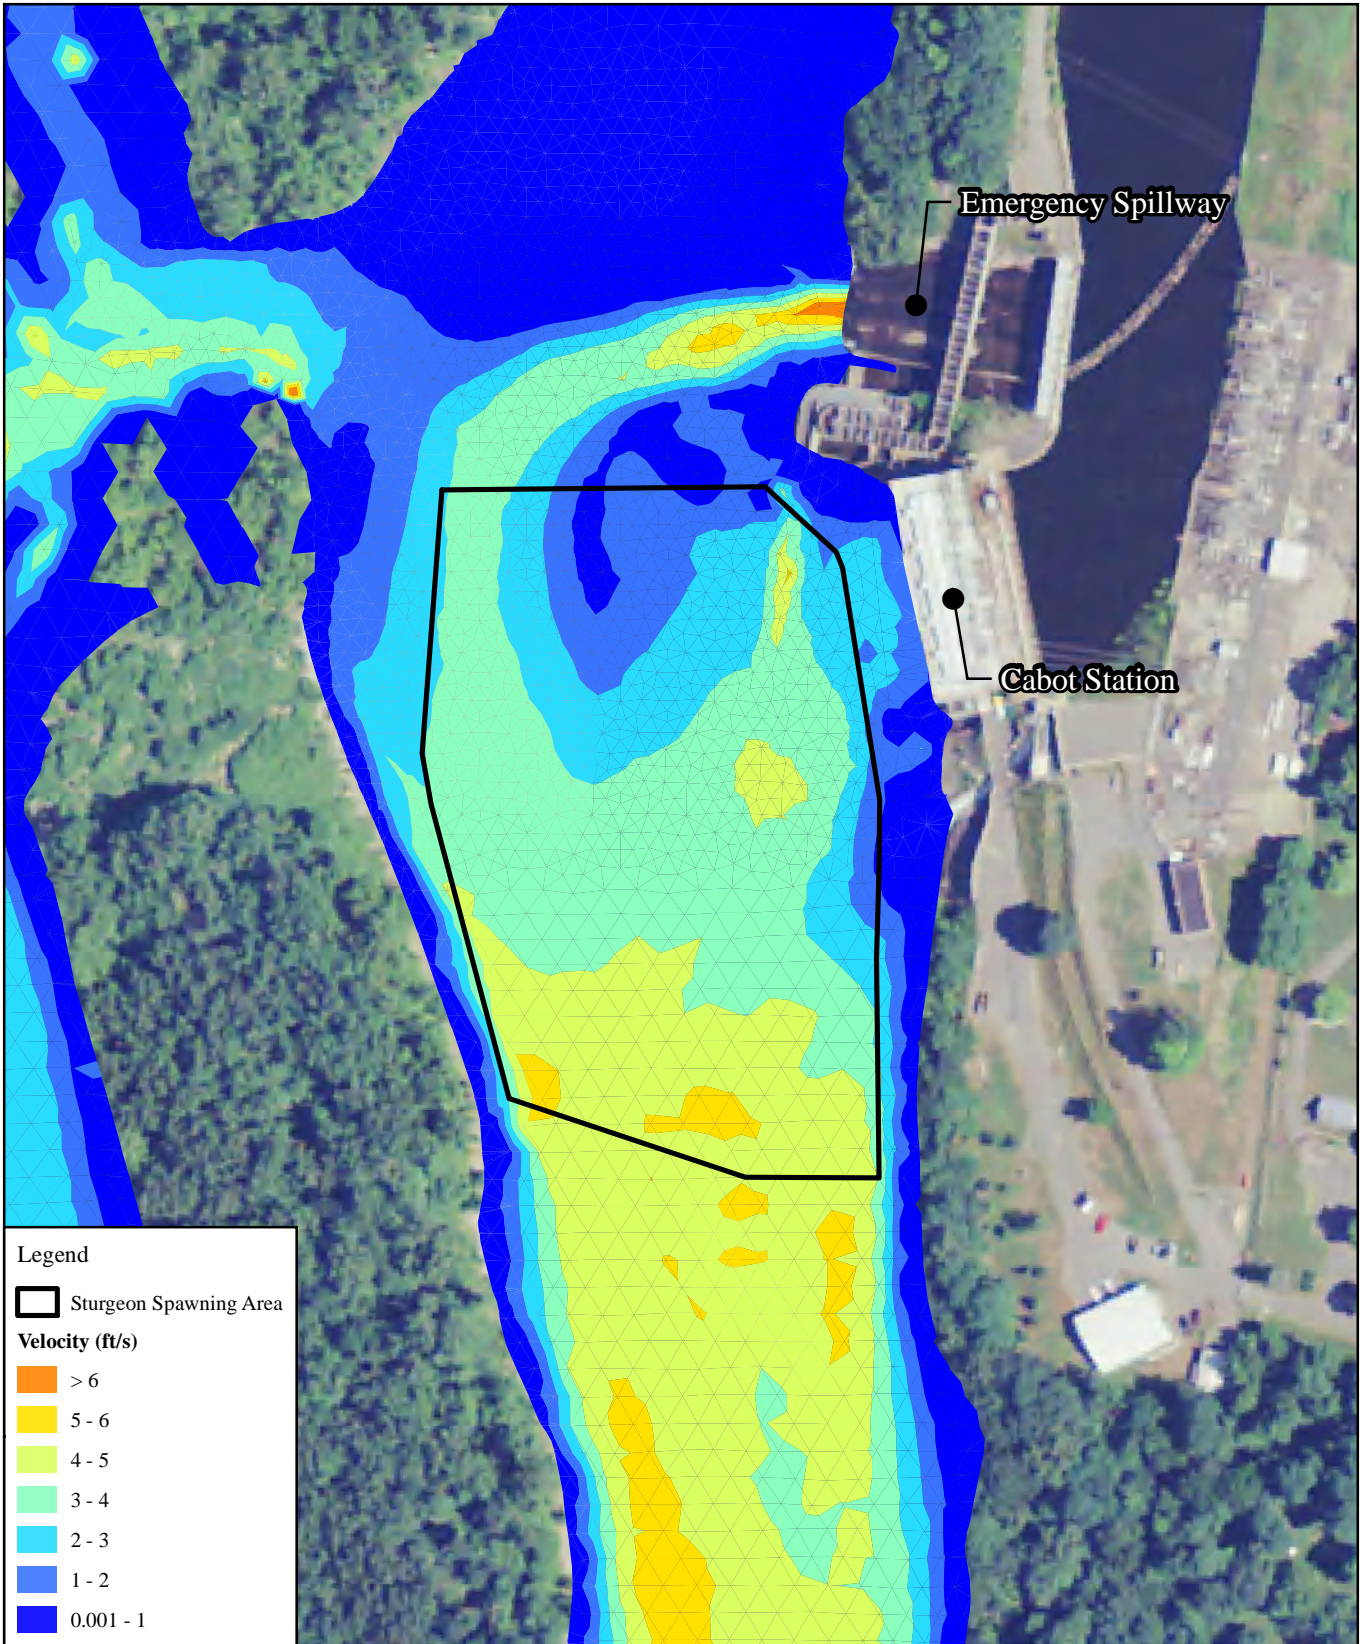 Emergency Spillway
Cabot Station
Legend
Sturgeon Spawning Area
Velocity (ft/s)
> 6
5 - 6
4 - 5
3 - 4
2 - 3
1 - 2
0.001 - 1